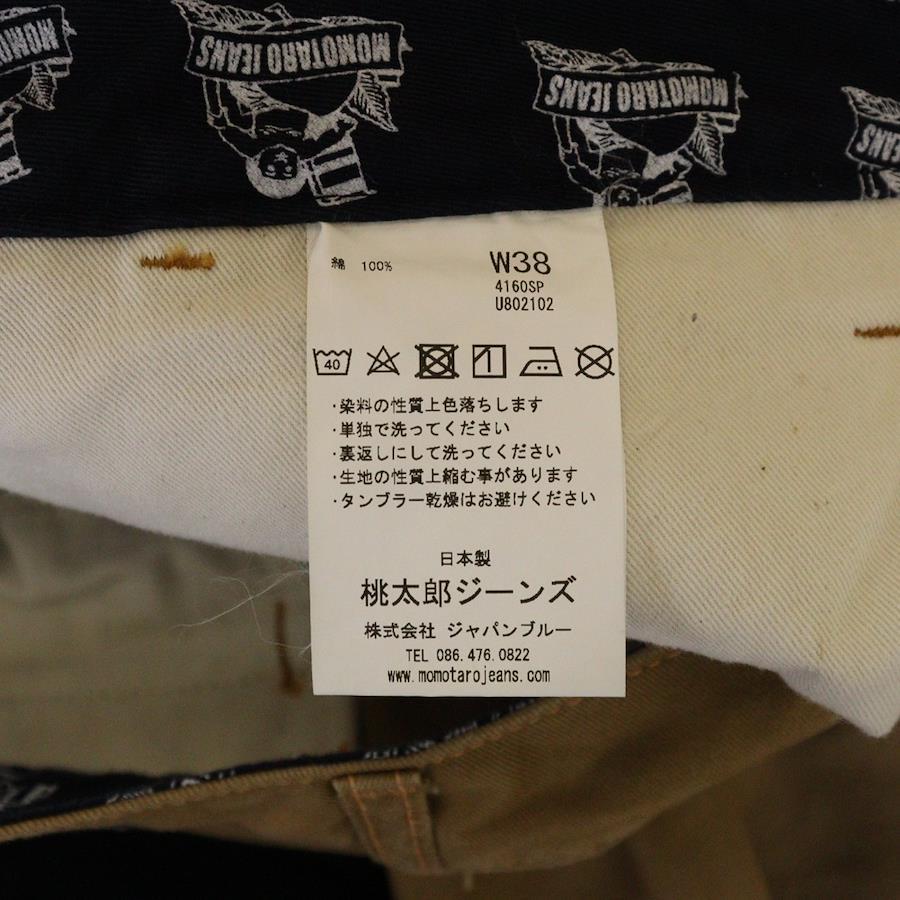 MOMOTARO JEANS
MOMOTARO JEANS
JEANS
綿 100%
W38
4160SP
U802102
40
・染料の性質上色落ちします
・単独で洗ってください
・裏返しにして洗ってください
・生地の性質上縮む事があります
・タンブラー乾燥はお避けください
日本製
桃太郎ジーンズ
株式会社 ジャパンブルー
TEL 086.476.0822
www.momotarojeans.com